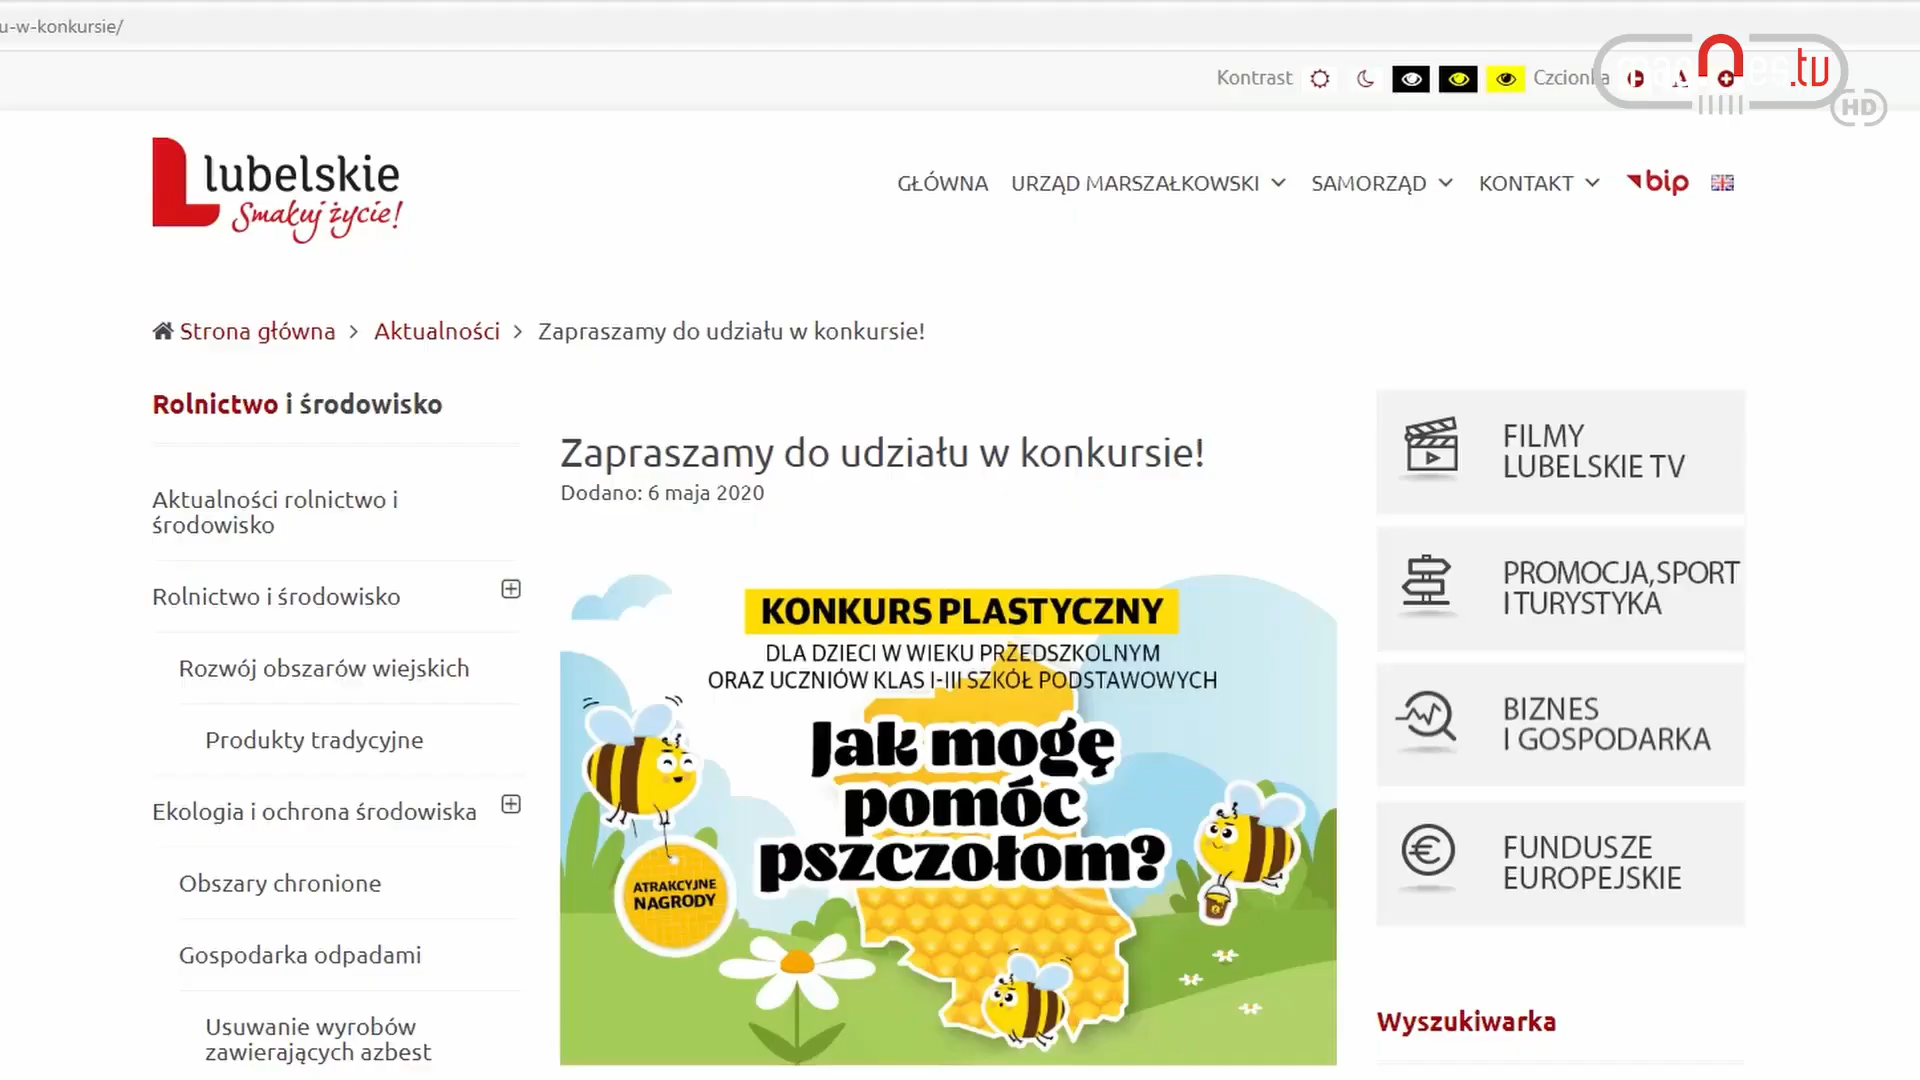 u-w-konkursie/
Kontrast
Czcionka
A
.tv
HD
lubelskie
Smakuj życie!
GŁÓWNA
URZĄD MARSZAŁKOWSKI
SAMORZĄD
KONTAKT
bip
Strona główna
Aktualności
Zapraszamy do udziału w konkursie!
Rolnictwo i środowisko
Aktualności rolnictwo i
środowisko
Rolnictwo i środowisko
Rozwój obszarów wiejskich
Produkty tradycyjne
Ekologia i ochrona środowiska
Obszary chronione
Gospodarka odpadami
Usuwanie wyrobów
zawierających azbest
Zapraszamy do udziału w konkursie!
Dodano: 6 maja 2020
KONKURS PLASTYCZNY
DLA DZIECI W WIEKU PRZEDSZKOLNYM
ORAZ UCZNIÓW KLAS I-III SZKÓŁ PODSTAWOWYCH
Jak mogę
pomóc
pszczołom?
ATRAKCYJNE
NAGRODY
FILMY
LUBELSKIE TV
PROMOCJA, SPORT
I TURYSTYKA
BIZNES
I GOSPODARKA
FUNDUSZE
EUROPEJSKIE
Wyszukiwarka